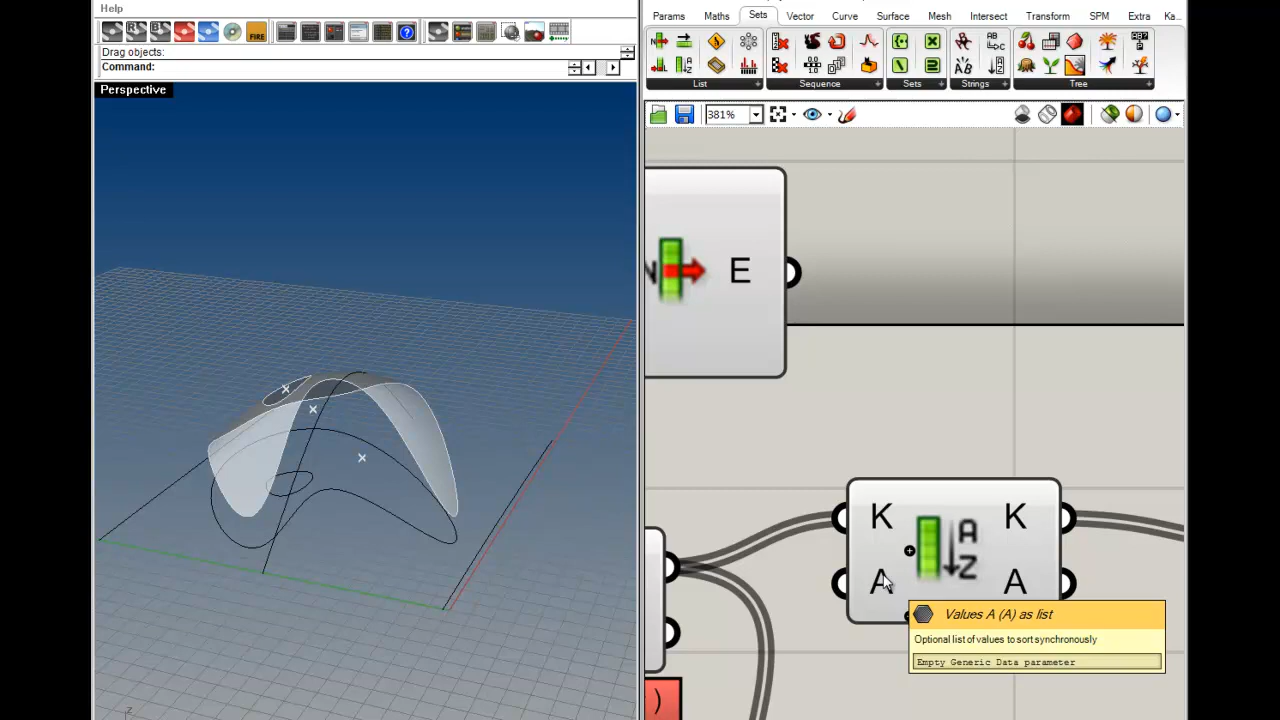 Help
Drag objects:
Command:
Perspective
FIRE
Params
Maths
Sets
Vector
Curve
Surface
Mesh
Intersect
Transform
SPM
Extra
Ka...
List
Sequence
Sets
Strings
Tree
381%
N
E
K
A
A
Z
K
A
)
Values A (A) as list
Optional list of values to sort synchronously
Empty Generic Data parameter
z